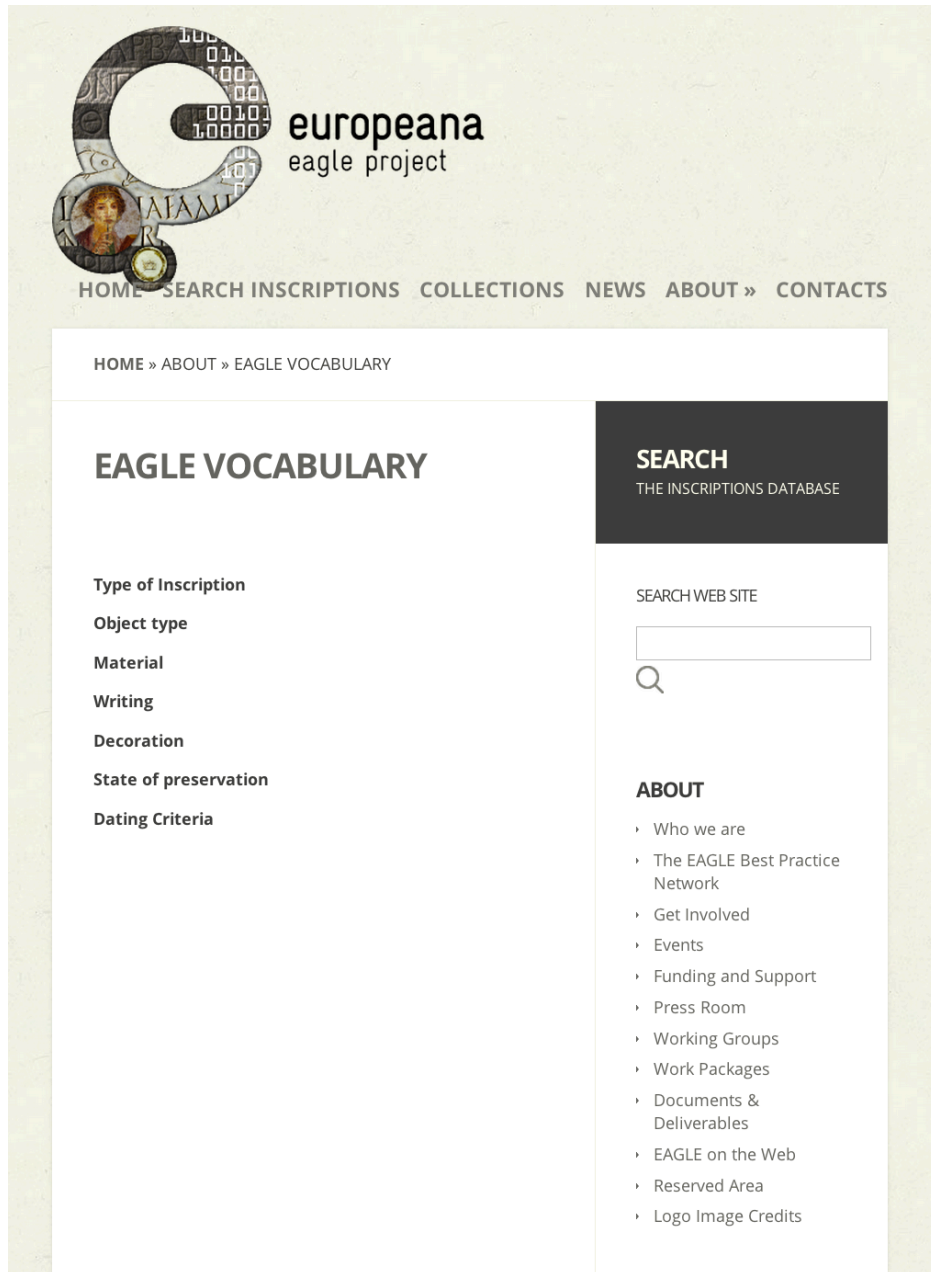 europeana
eagle project
HOME SEARCH INSCRIPTIONS COLLECTIONS NEWS ABOUT » CONTACTS
HOME » ABOUT » EAGLE VOCABULARY
EAGLE VOCABULARY
Type of Inscription
Object type
Material
Writing
Decoration
State of preservation
Dating Criteria
SEARCH
THE INSCRIPTIONS DATABASE
SEARCH WEB SITE
ABOUT
Who we are
The EAGLE Best Practice
Network
Get Involved
Events
Funding and Support
Press Room
Working Groups
Work Packages
Documents &
Deliverables
EAGLE on the Web
Reserved Area
Logo Image Credits